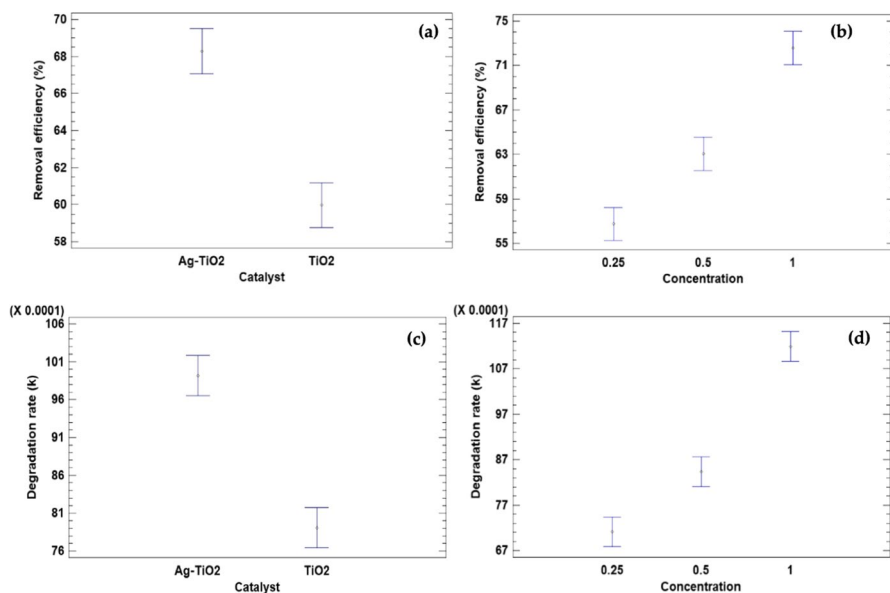 (a)
Removal efficiency (%)
70
68
66
64
62
60
58
Ag-TiO2 TiO2
Catalyst
(b)
Removal efficiency (%)
75
71
67
63
59
55
0.25 0.5 1
Concentration
(X 0.0001)
(c)
Degradation rate (k)
106
101
96
91
86
81
76
Ag-TiO2 TiO2
Catalyst
(X 0.0001)
(d)
Degradation rate (k)
117
107
97
87
77
67
0.25 0.5 1
Concentration